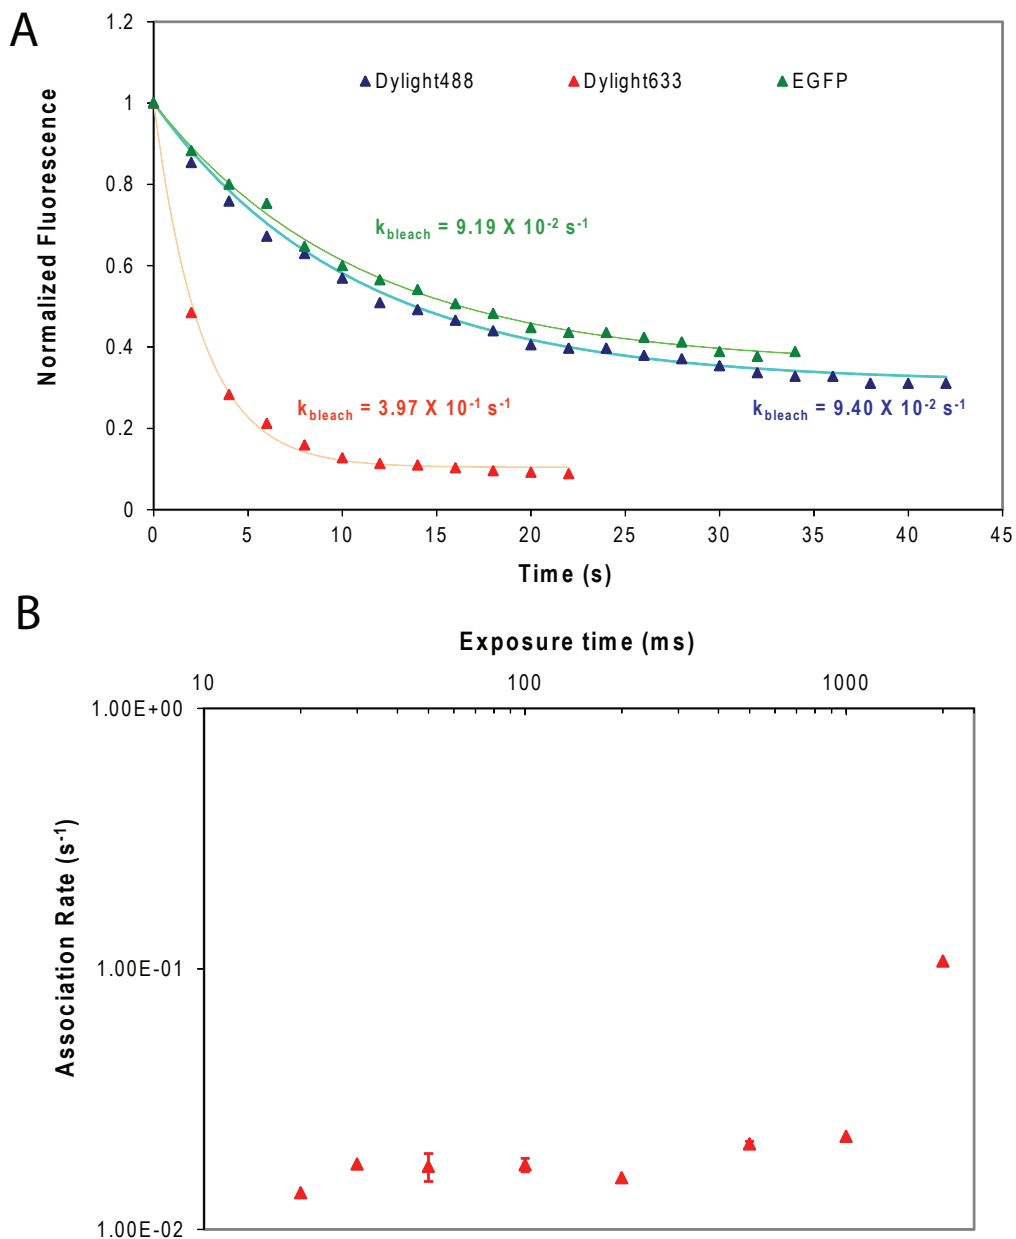 A
1.2
1
0.8
0.6
0.4
0.2
0
Normalized Fluorescence
Dylight488 Dylight633 EGFP
k_bleach = 9.19 X 10⁻² s⁻¹
k_bleach = 3.97 X 10⁻¹ s⁻¹
k_bleach = 9.40 X 10⁻² s⁻¹
0 5 10 15 20 25 30 35 40 45
Time (s)
B
Exposure time (ms)
10 100 1000
1.00E+00
1.00E-01
1.00E-02
Association Rate (s⁻¹)